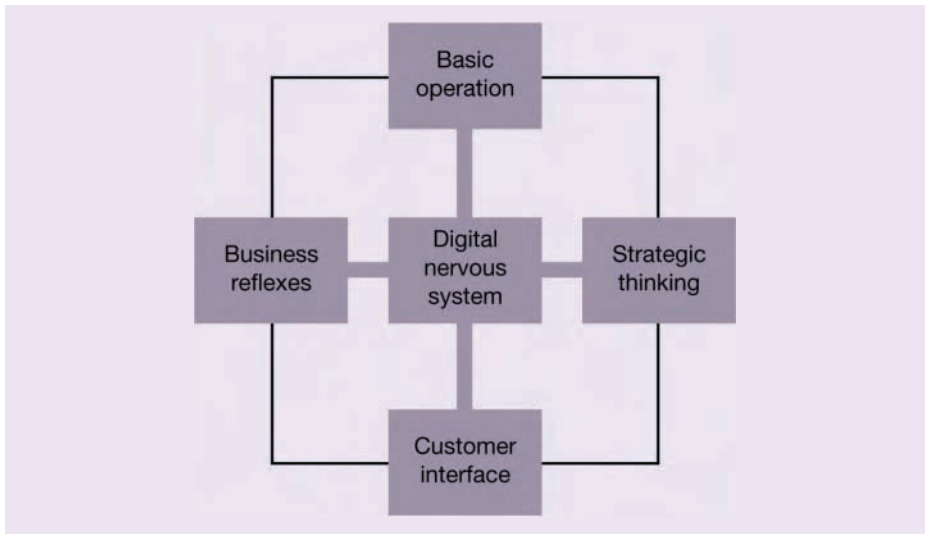 Basic
operation
Business
reflexes
Digital
nervous
system
Strategic
thinking
Customer
interface